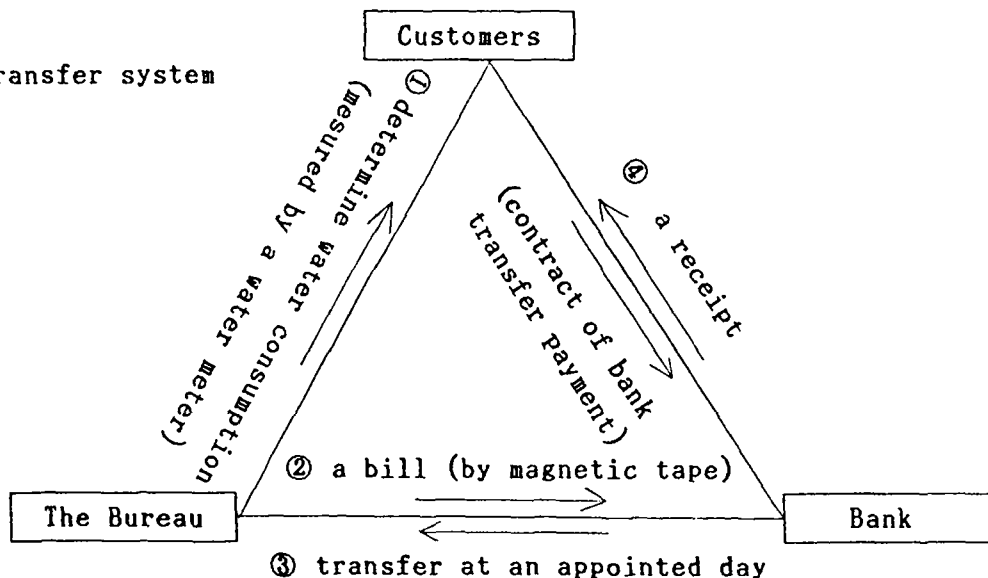 Customers
ransfer system
① determine water consumption
(mesured by a water meter)
④ a receipt
(contract of bank
transfer payment)
② a bill (by magnetic tape)
The Bureau
Bank
③ transfer at an appointed day